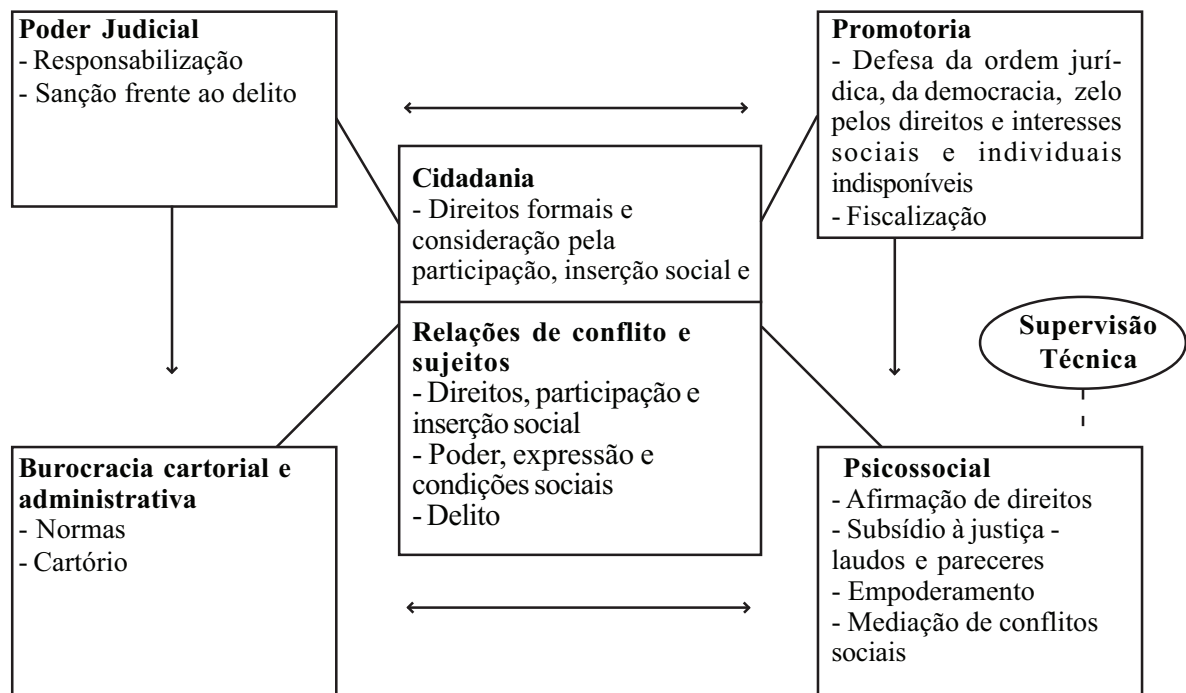 Poder Judicial
- Responsabilização
- Sanção frente ao delito
Promotoria
- Defesa da ordem jurí-
dica, da democracia, zelo
pelos direitos e interesses
sociais e individuais
indisponíveis
- Fiscalização
Cidadania
- Direitos formais e
consideração pela
participação, inserção social e
Relações de conflito e
sujeitos
- Direitos, participação e
inserção social
- Poder, expressão e
condições sociais
- Delito
Supervisão
Técnica
Burocracia cartorial e
administrativa
- Normas
- Cartório
Psicossocial
- Afirmação de direitos
- Subsídio à justiça -
laudos e pareceres
- Empoderamento
- Mediação de conflitos
sociais